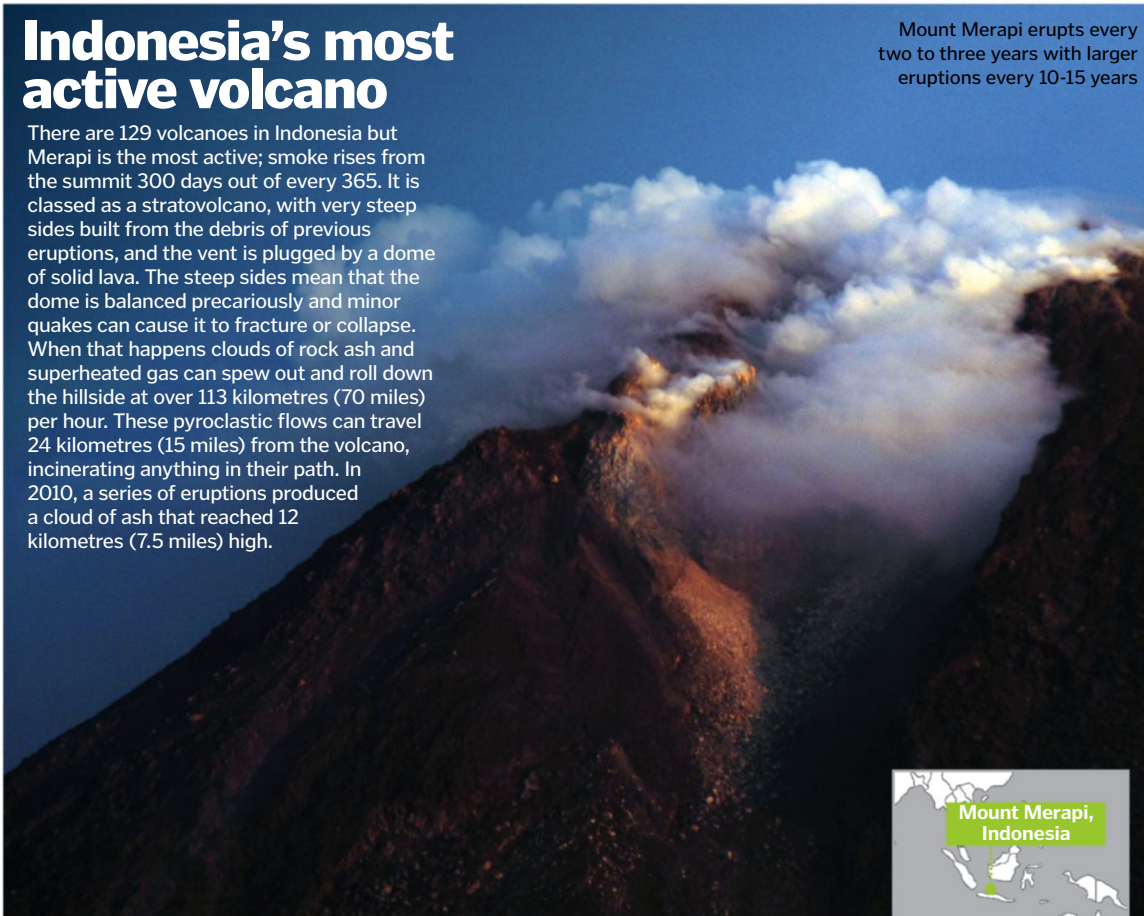 Indonesia's most
active volcano
There are 129 volcanoes in Indonesia but
Merapi is the most active; smoke rises from
the summit 300 days out of every 365. It is
classed as a stratovolcano, with very steep
sides built from the debris of previous
eruptions, and the vent is plugged by a dome
of solid lava. The steep sides mean that the
dome is balanced precariously and minor
quakes can cause it to fracture or collapse.
When that happens clouds of rock ash and
superheated gas can spew out and roll down
the hillside at over 113 kilometres (70 miles)
per hour. These pyroclastic flows can travel
24 kilometres (15 miles) from the volcano,
incinerating anything in their path. In
2010, a series of eruptions produced
a cloud of ash that reached 12
kilometres (7.5 miles) high.
Mount Merapi erupts every
two to three years with larger
eruptions every 10-15 years
Mount Merapi,
Indonesia